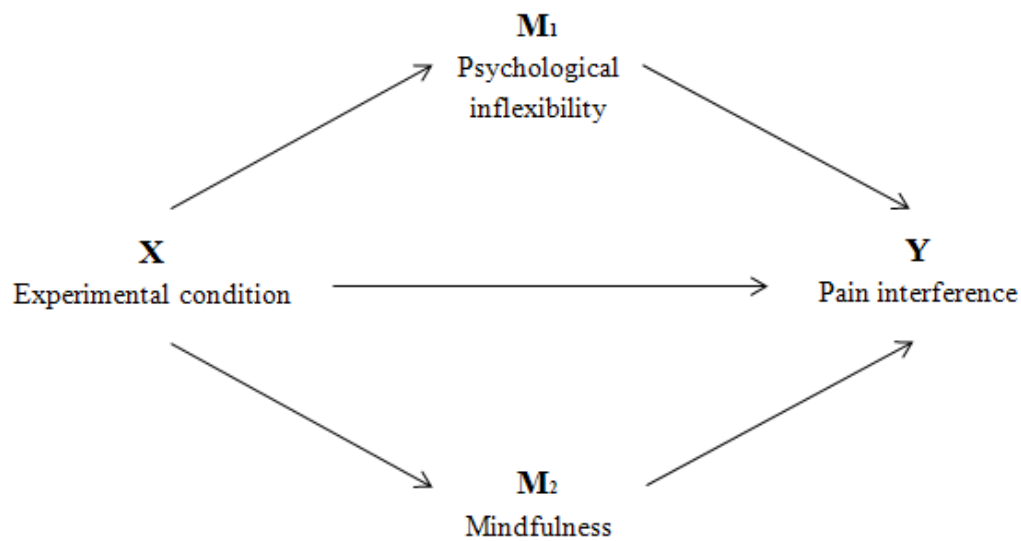 M1
Psychological
inflexibility
X
Experimental condition
Y
Pain interference
M2
Mindfulness